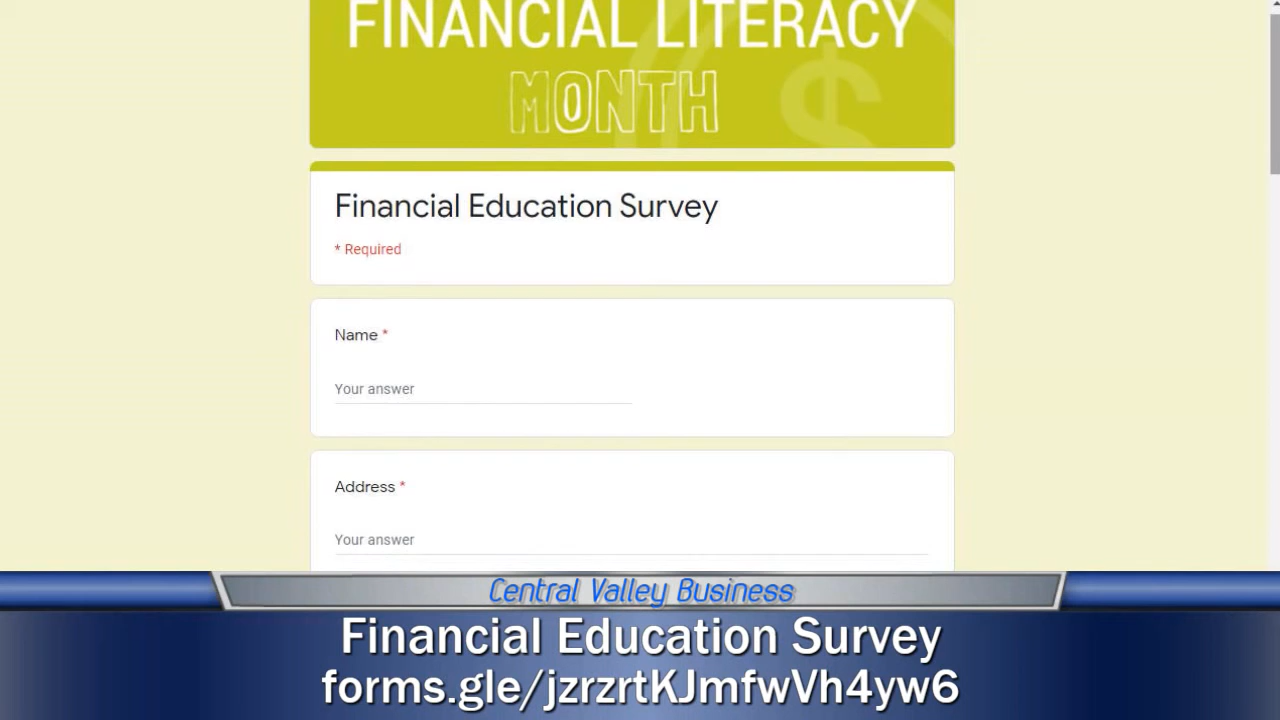 FINANCIAL LITERACY
MONTH
$
Financial Education Survey
* Required
Name *
Your answer
Address *
Your answer
Central Valley Business
Financial Education Survey
forms.gle/jzrzrtKJmfwVh4yw6